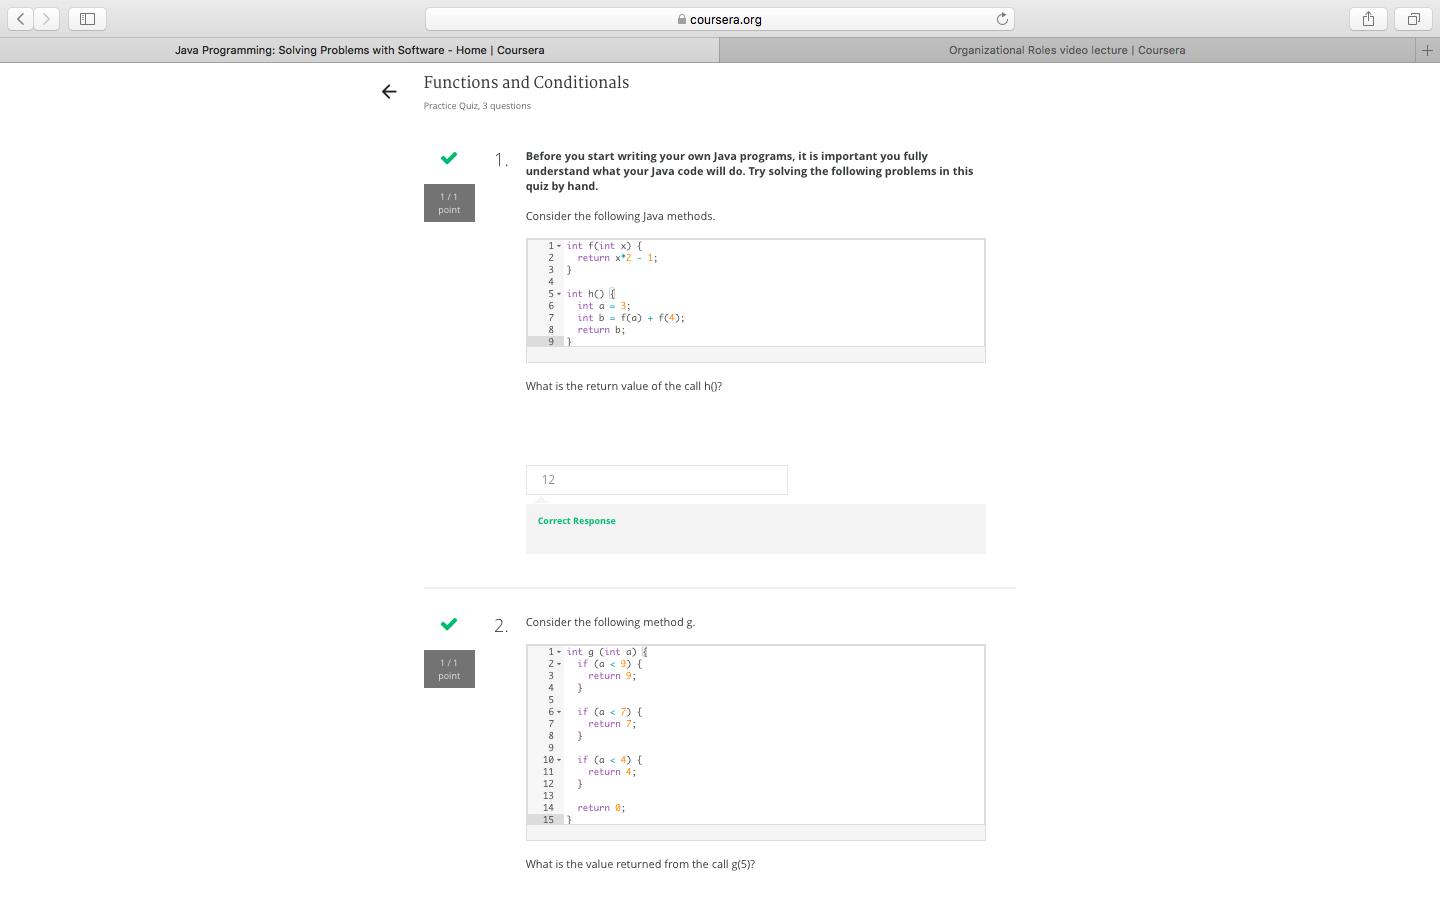 coursera.org
Java Programming: Solving Problems with Software - Home | Coursera
Organizational Roles video lecture | Coursera
Functions and Conditionals
Practice Quiz, 3 questions
1 / 1
point
1.
Before you start writing your own Java programs, it is important you fully
understand what your Java code will do. Try solving the following problems in this
quiz by hand.
Consider the following Java methods.
1 int f(int x) {
2 return x*2 - 1;
3 }
4
5 int h() {
6 int a = 3;
7 int b = f(a) + f(4);
8 return b;
9 }
What is the return value of the call h()?
12
Correct Response
1 / 1
point
2.
Consider the following method g.
1 int g (int a) {
2 if (a < 9) {
3 return 9;
4 }
5
6 if (a < 7) {
7 return 7;
8 }
9
10 if (a < 4) {
11 return 4;
12 }
13
14 return 0;
15 }
What is the value returned from the call g(5)?